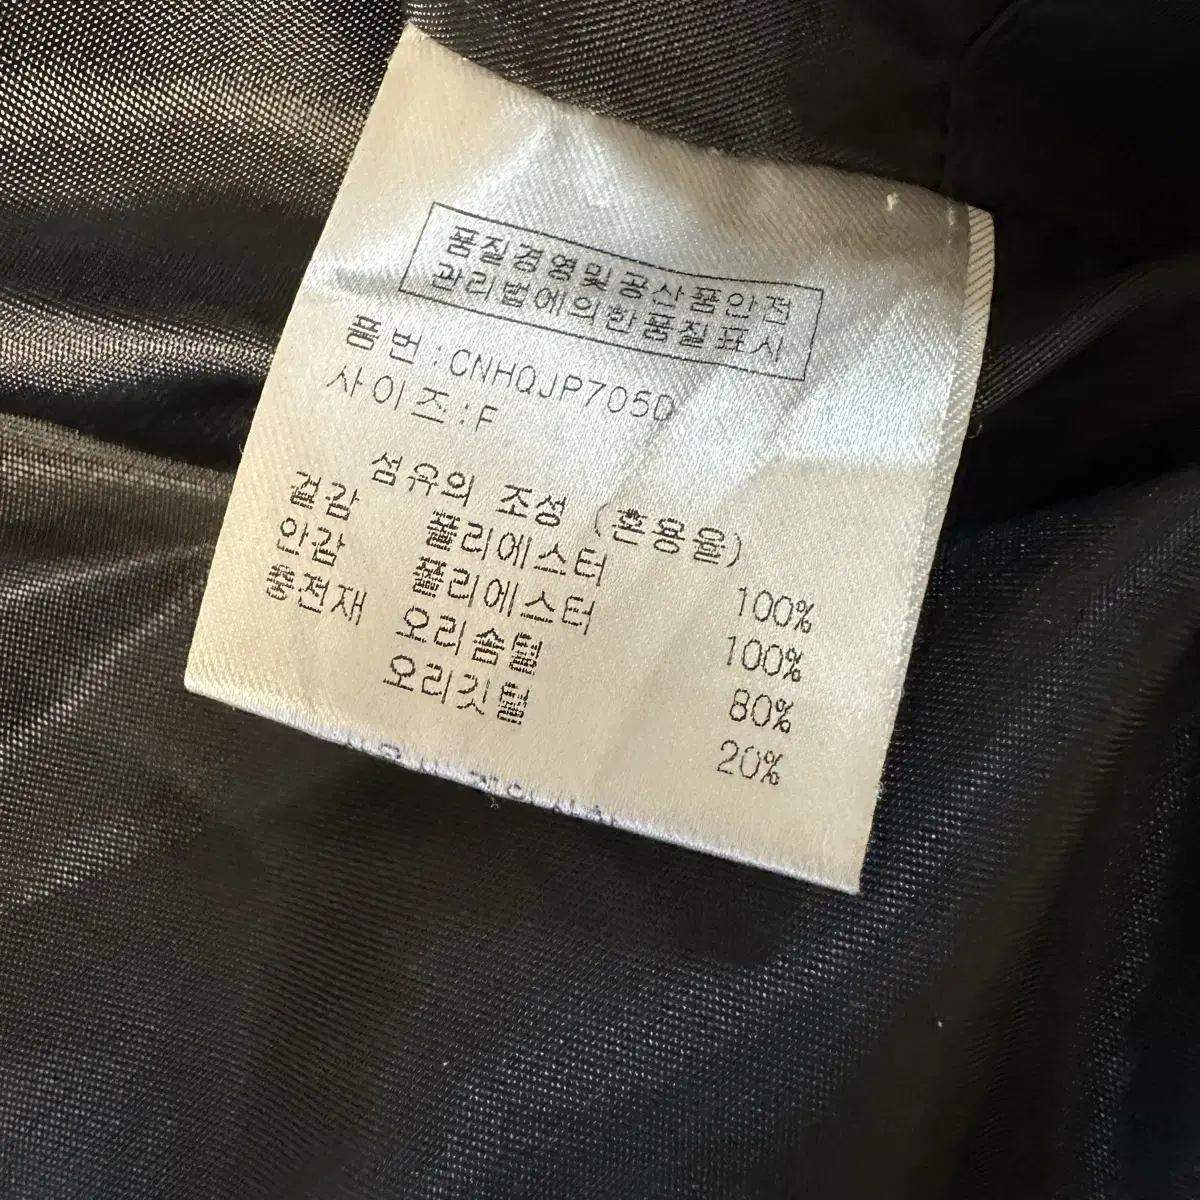 품질경영및공산품안전
관리법에의한품질표시
품 번 : CNHQJP705D
사이즈 : F
섬유의 조성 (혼용율)
겉감 폴리에스터 100%
안감 폴리에스터 100%
충전재 오리솜털 80%
오리깃털 20%